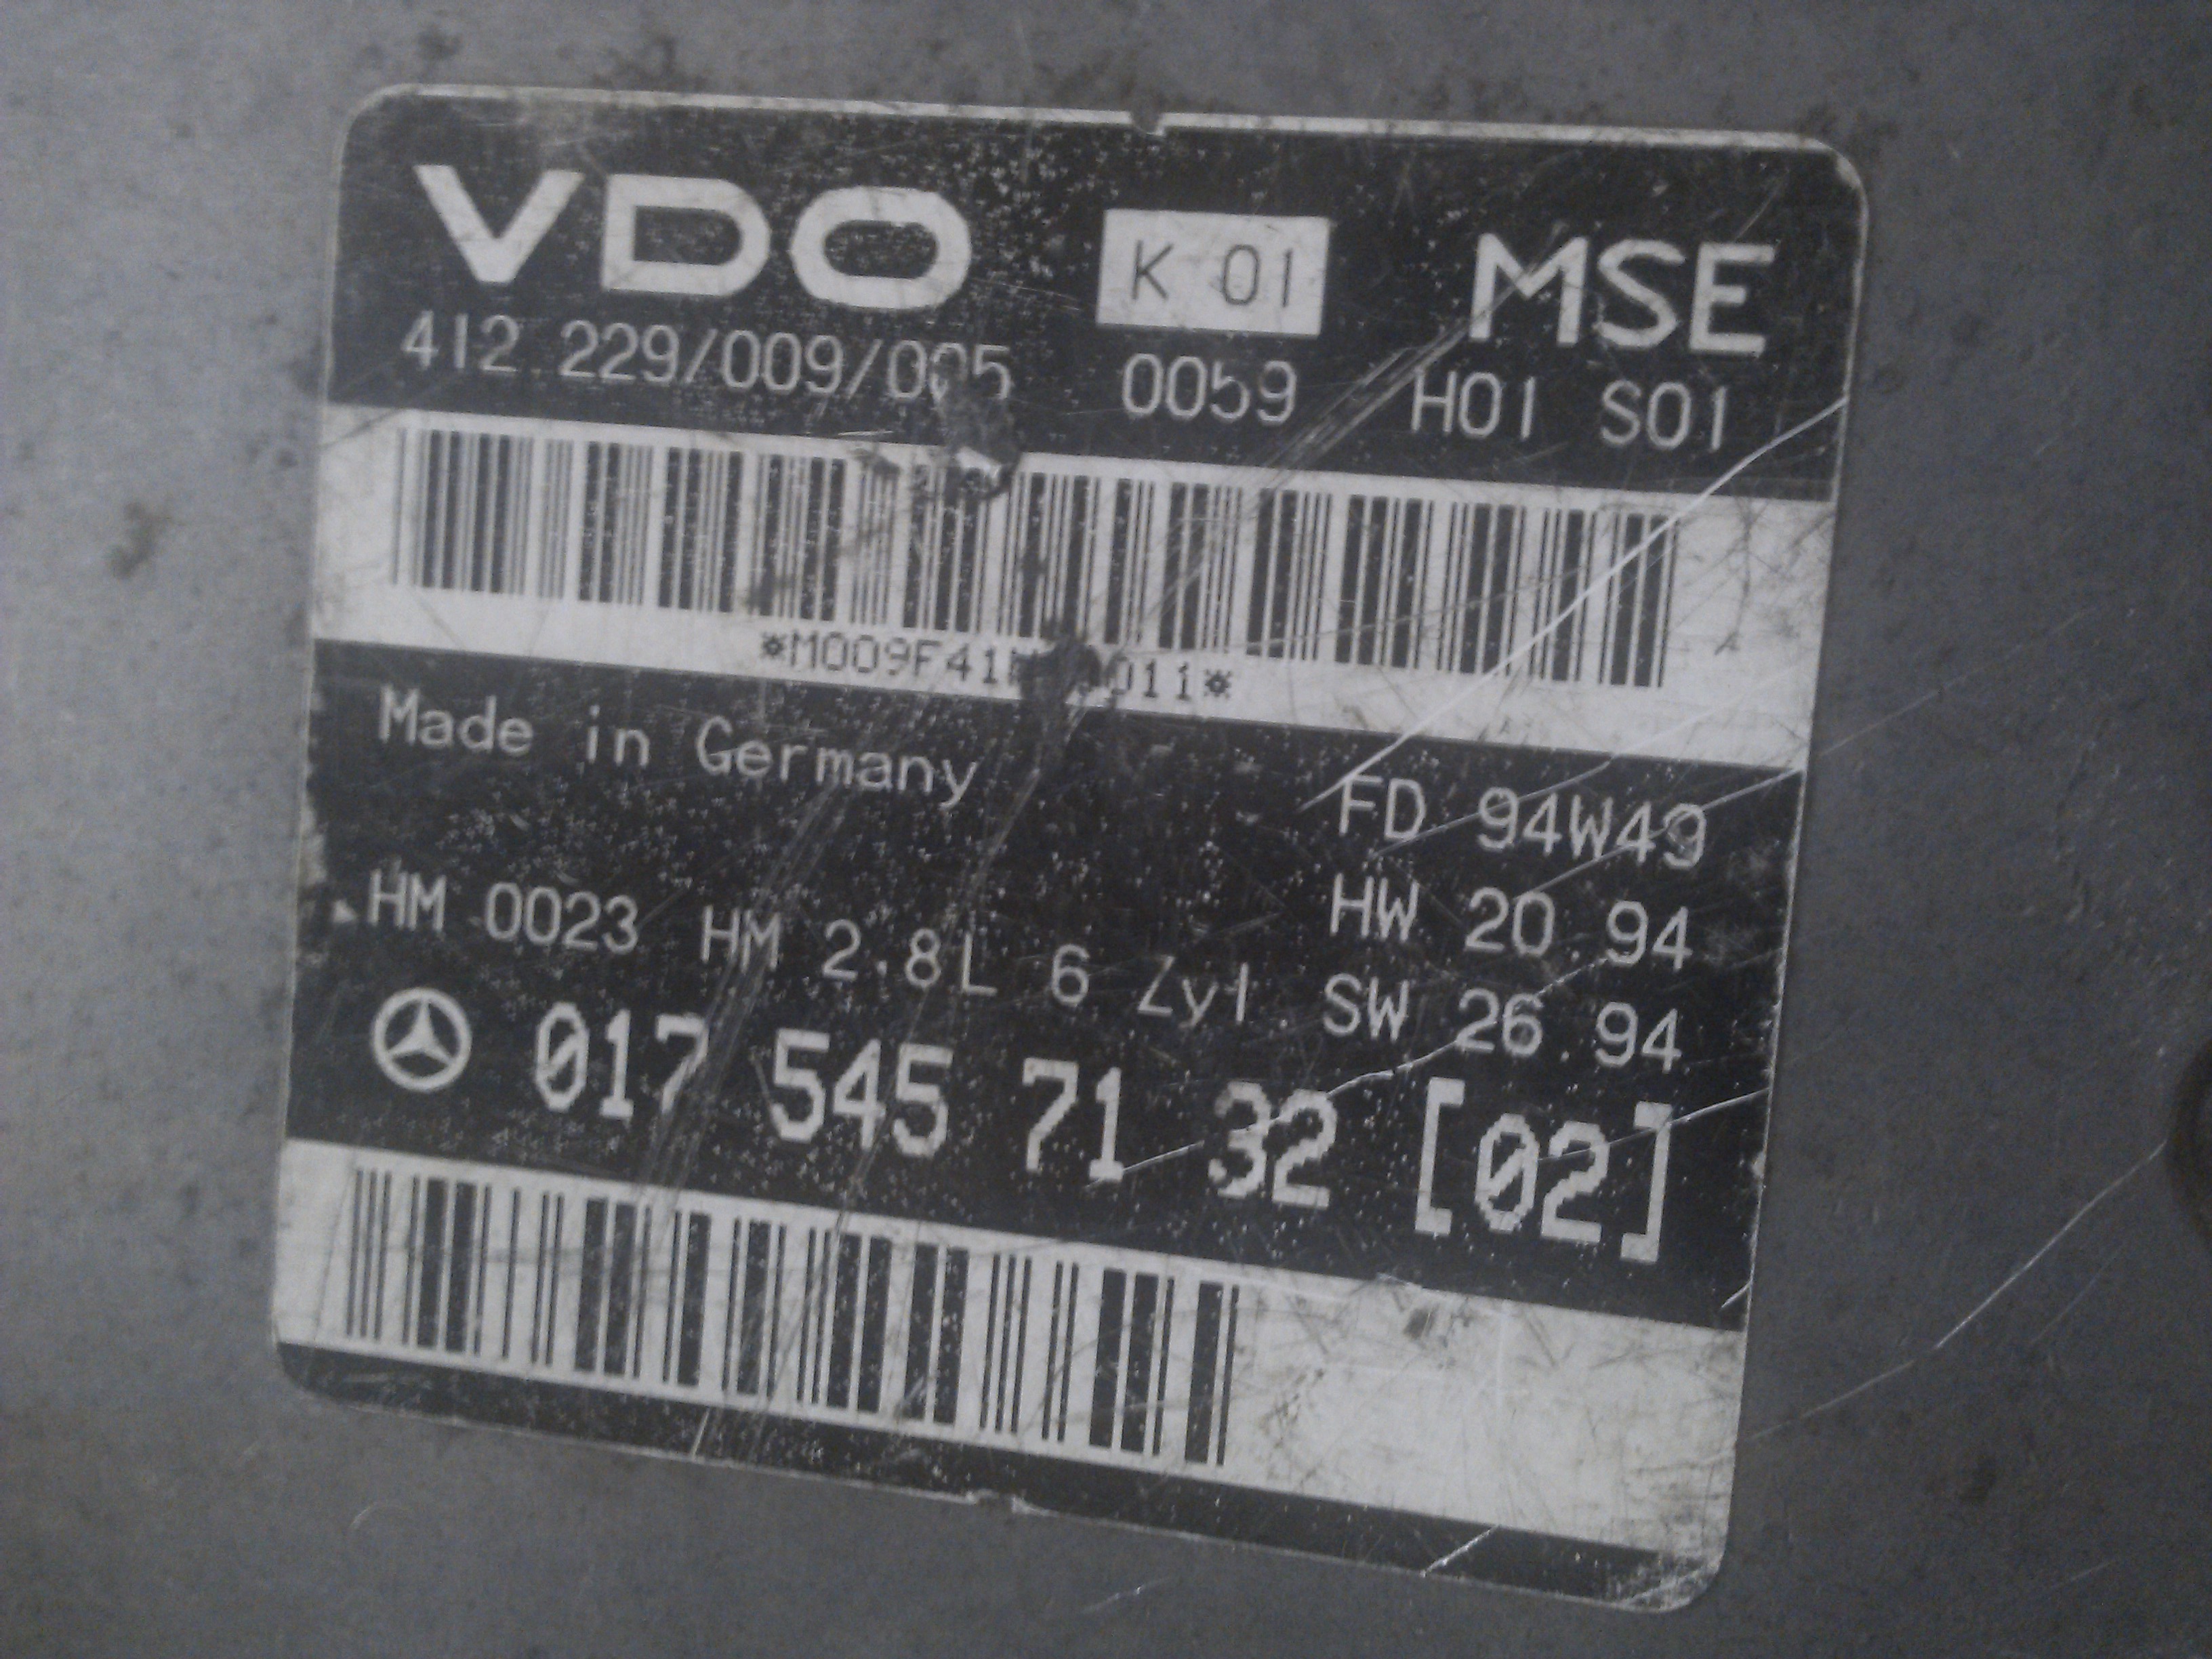 VDO K 01 MSE
412.229/009/005 0059 H01 S01
Made in Germany
FD 94W49
HW 20.94
HM 0023 HM 2.8L 6 Zyl. SW 26.94
017 545 71 32 [02]